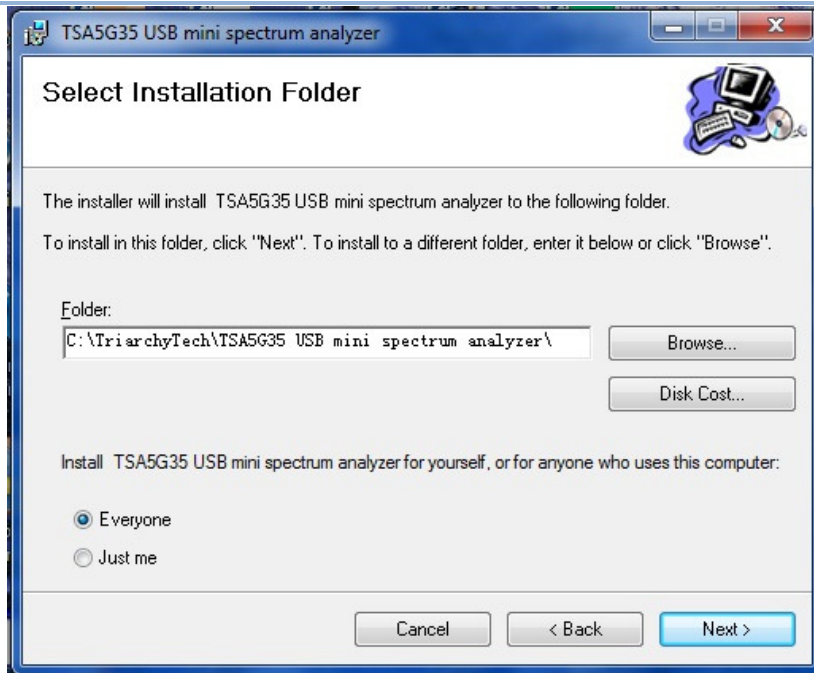 TSA5G35 USB mini spectrum analyzer
Select Installation Folder
The installer will install  TSA5G35 USB mini spectrum analyzer to the following folder.
To install in this folder, click "Next". To install to a different folder, enter it below or click "Browse".
Folder:
C:\TriarchyTech\TSA5G35 USB mini spectrum analyzer\
Browse...
Disk Cost...
Install  TSA5G35 USB mini spectrum analyzer for yourself, or for anyone who uses this computer:
Everyone
Just me
Cancel
< Back
Next >